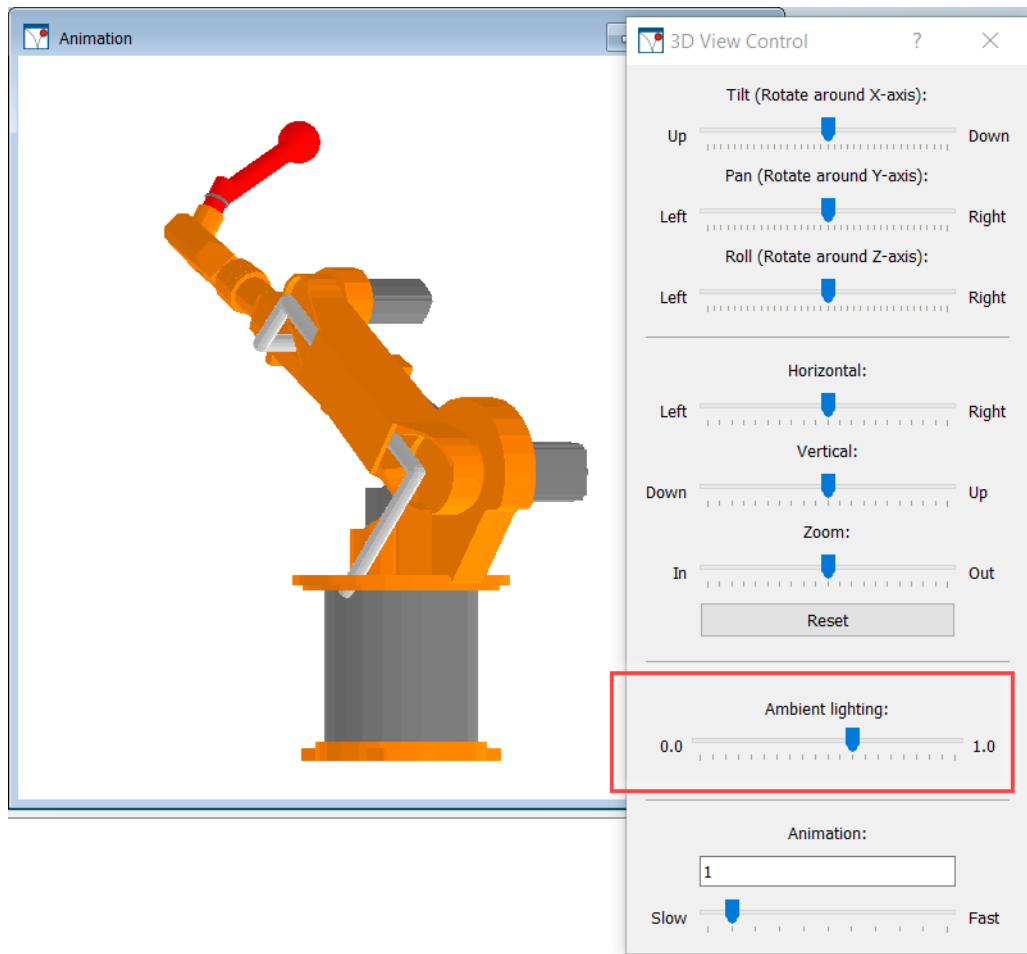 Animation
3D View Control
?
Tilt (Rotate around X-axis):
Up Down
Pan (Rotate around Y-axis):
Left Right
Roll (Rotate around Z-axis):
Left Right
Horizontal:
Left Right
Vertical:
Down Up
Zoom:
In Out
Reset
Ambient lighting:
0.0 1.0
Animation:
1
Slow Fast